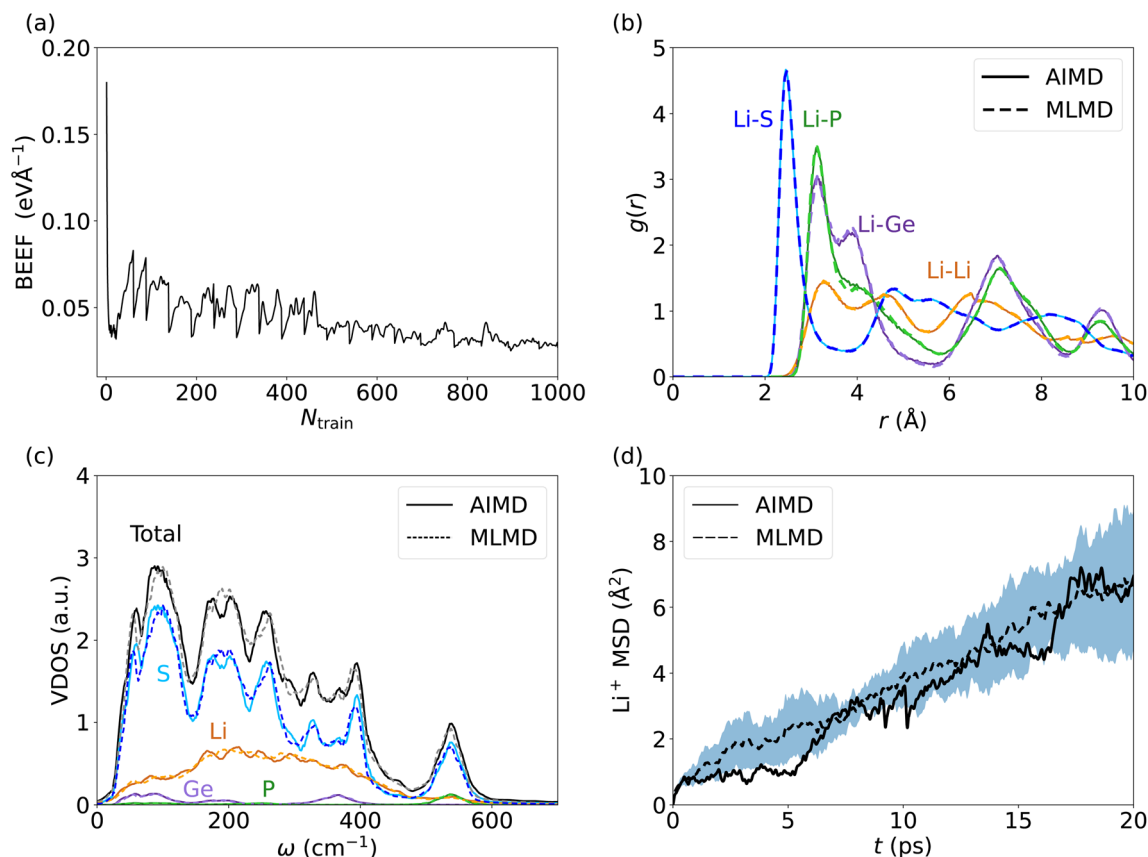 (a)
0.20
0.15
0.10
0.05
BEEF (eVÅ⁻¹)
0 200 400 600 800 1000
N_train
(b)
5
4
3
2
1
0
g(r)
Li-S
Li-P
Li-Ge
Li-Li
AIMD
MLMD
0 2 4 6 8 10
r (Å)
(c)
4
3
2
1
0
VDOS (a.u.)
Total
S
Li
Ge
P
AIMD
MLMD
0 200 400 600
ω (cm⁻¹)
(d)
10
8
6
4
2
0
Li⁺ MSD (Å²)
AIMD
MLMD
0 5 10 15 20
t (ps)